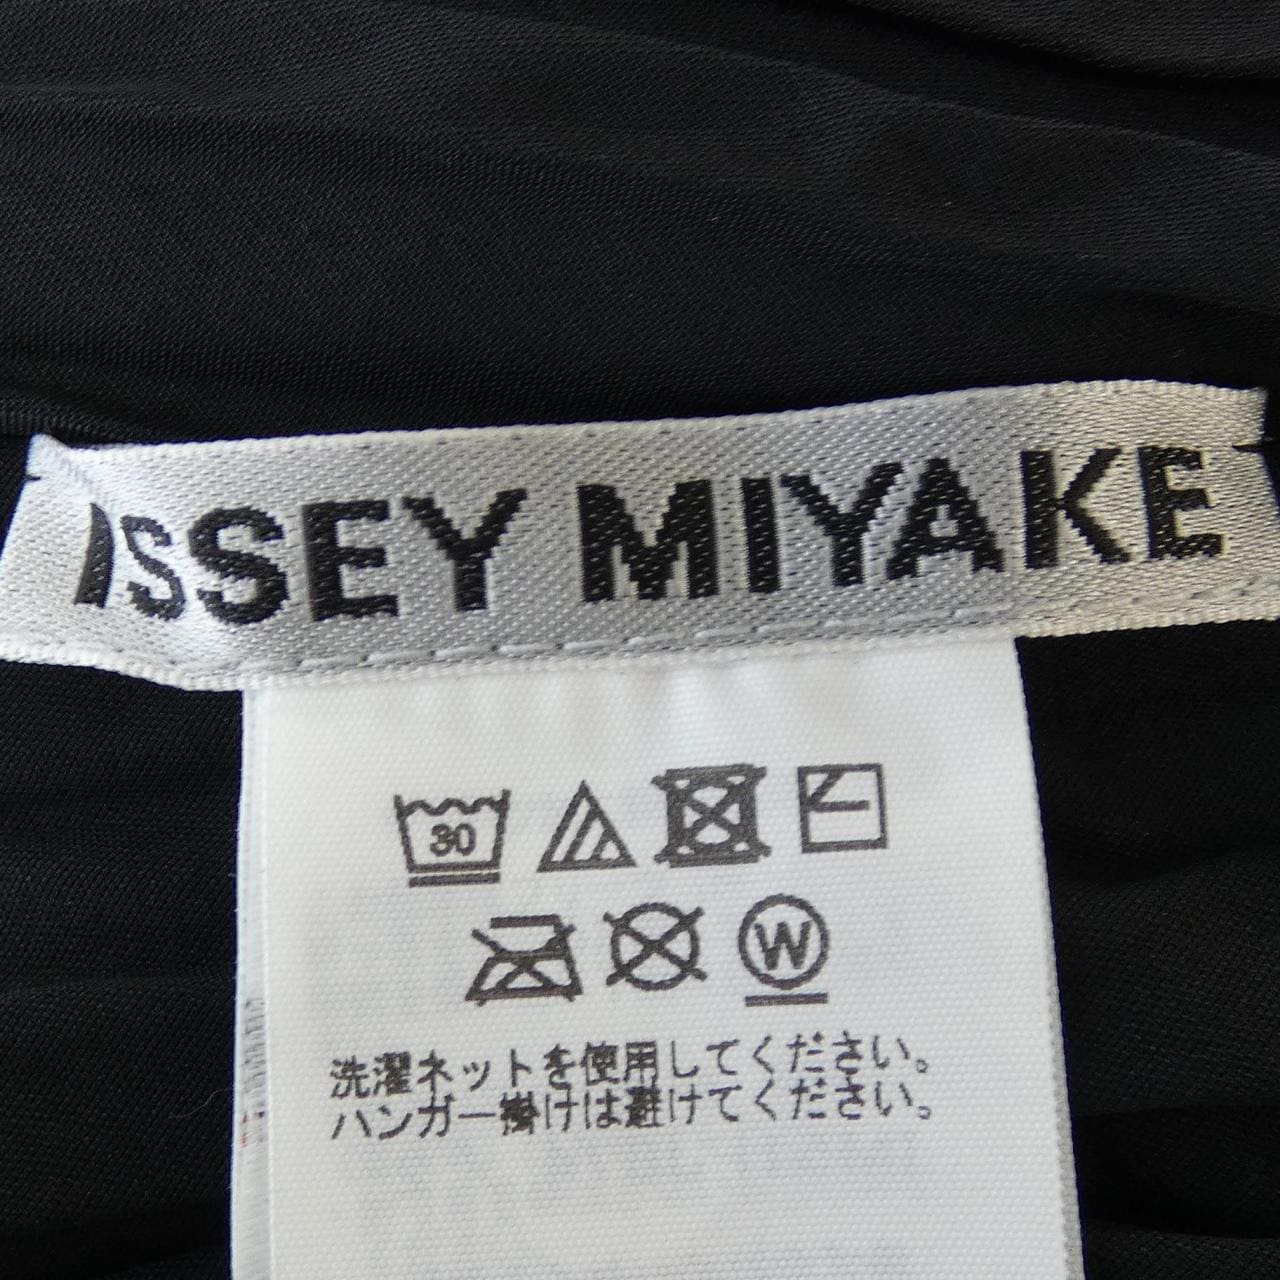 ISSEY MIYAKE
30
W
洗濯ネットを使用してください。
ハンガー掛けは避けてください。